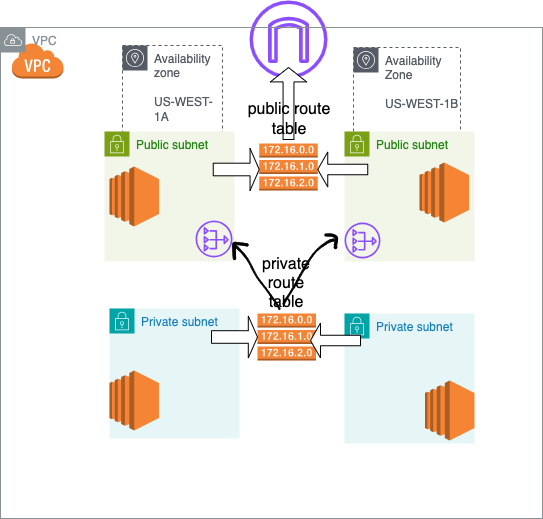 VPC
VPC
Availability
zone
US-WEST-
1A
Availability
Zone
US-WEST-1B
public route
table
Public subnet
172.16.0.0
172.16.1.0
172.16.2.0
Public subnet
private
route
table
Private subnet
172.16.0.0
172.16.1.0
172.16.2.0
Private subnet